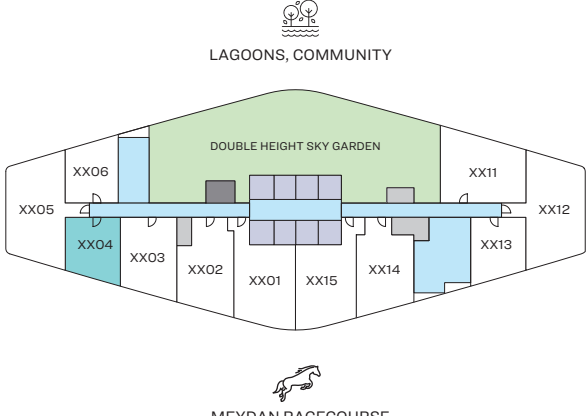 LAGOONS, COMMUNITY
DOUBLE HEIGHT SKY GARDEN
XX06
XX11
XX05
XX12
XX04
XX03
XX13
XX02
XX14
XX01
XX15
MEYDAN RACECOURSE